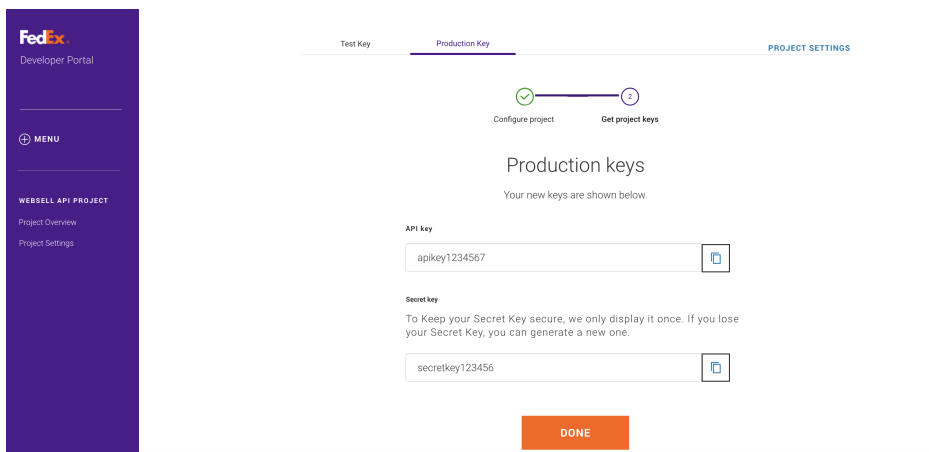 FedEx.
Developer Portal
MENU
WEBSELL API PROJECT
Project Overview
Project Settings
Test Key
Production Key
PROJECT SETTINGS
2
Configure project
Get project keys
Production keys
Your new keys are shown below.
API key
apikey1234567
Secret key
To Keep your Secret Key secure, we only display it once. If you lose
your Secret Key, you can generate a new one.
secretkey123456
DONE